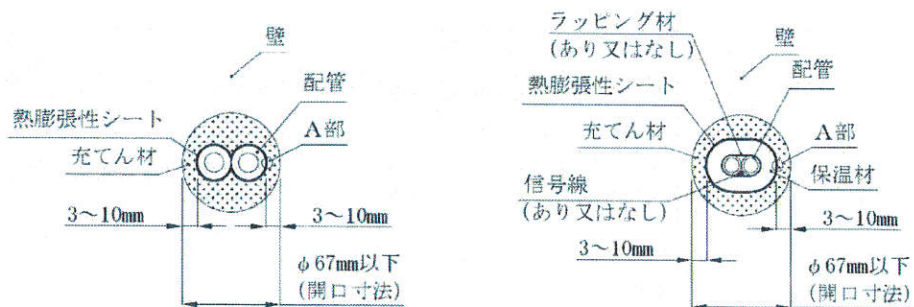 壁
配管
熱膨張性シート
A部
充てん材
3～10mm
3～10mm
φ67mm以下
(開口寸法)
ラッピング材
(あり又はなし)
壁
配管
熱膨張性シート
充てん材
A部
保温材
信号線
(あり又はなし)
3～10mm
3～10mm
φ67mm以下
(開口寸法)